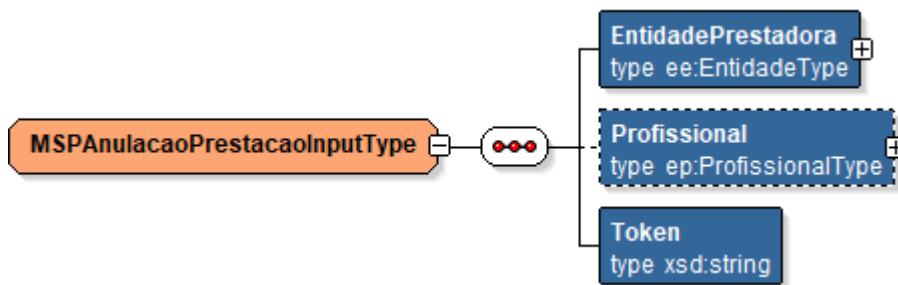 EntidadePrestadora
type ee:EntidadeType
MSPAnulacaoPrestacaoInputType
Profissional
type ep:ProfissionalType
Token
type xsd:string